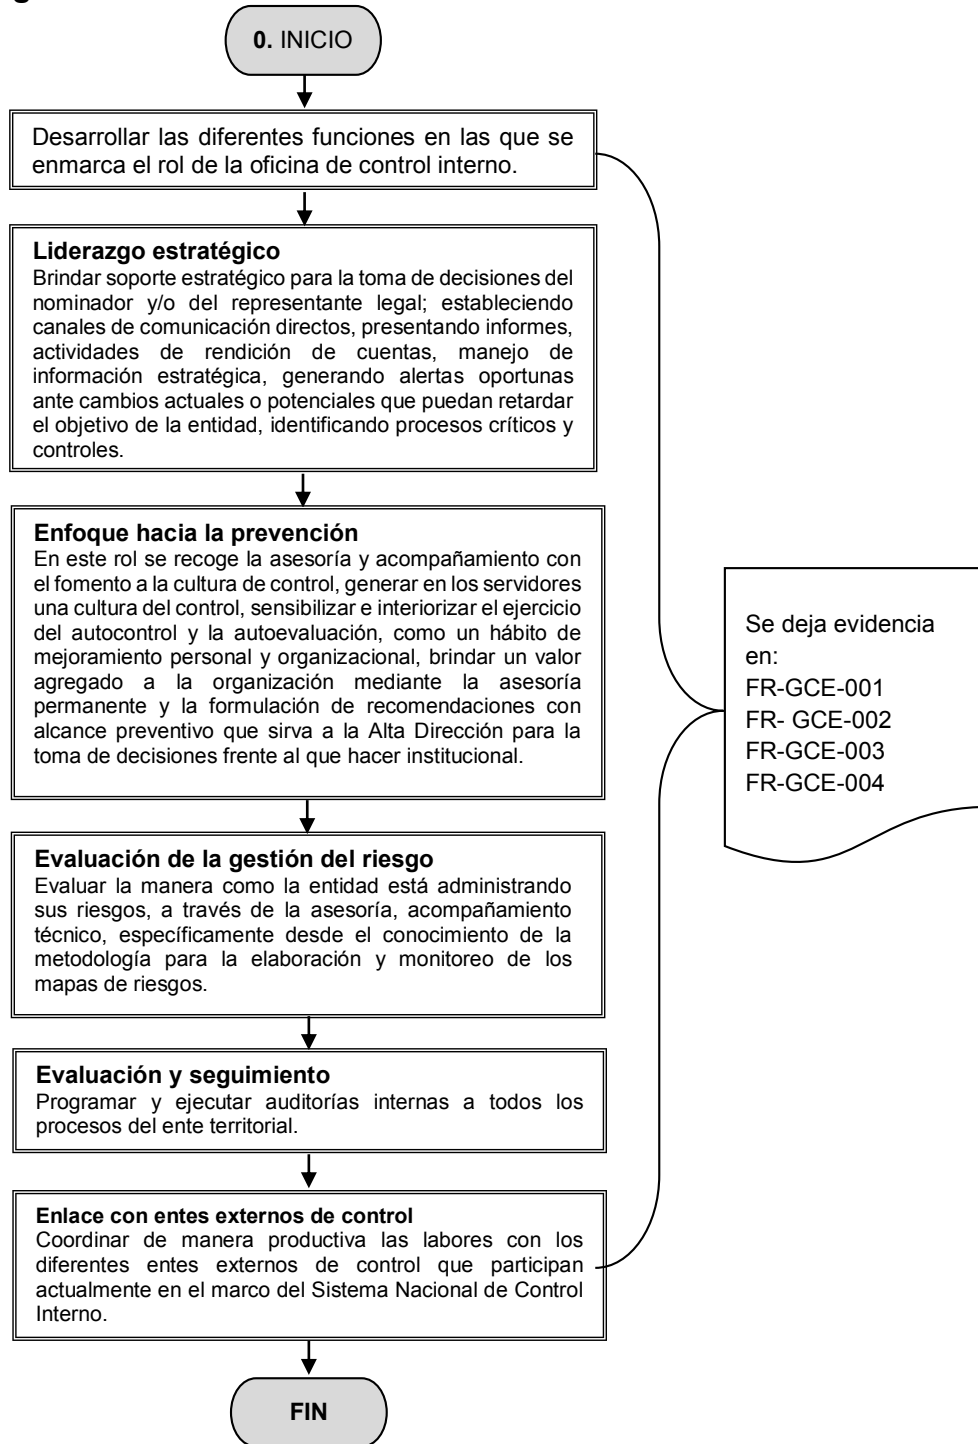 0. INICIO
Desarrollar las diferentes funciones en las que se
enmarca el rol de la oficina de control interno.
Liderazgo estratégico
Brindar soporte estratégico para la toma de decisiones del
nominador y/o del representante legal; estableciendo
canales de comunicación directos, presentando informes,
actividades de rendición de cuentas, manejo de
información estratégica, generando alertas oportunas
ante cambios actuales o potenciales que puedan retardar
el objetivo de la entidad, identificando procesos críticos y
controles.
Enfoque hacia la prevención
En este rol se recoge la asesoría y acompañamiento con
el fomento a la cultura de control, generar en los servidores
una cultura del control, sensibilizar e interiorizar el ejercicio
del autocontrol y la autoevaluación, como un hábito de
mejoramiento personal y organizacional, brindar un valor
agregado a la organización mediante la asesoría
permanente y la formulación de recomendaciones con
alcance preventivo que sirva a la Alta Dirección para la
toma de decisiones frente al que hacer institucional.
Evaluación de la gestión del riesgo
Evaluar la manera como la entidad está administrando
sus riesgos, a través de la asesoría, acompañamiento
técnico, específicamente desde el conocimiento de la
metodología para la elaboración y monitoreo de los
mapas de riesgos.
Evaluación y seguimiento
Programar y ejecutar auditorías internas a todos los
procesos del ente territorial.
Enlace con entes externos de control
Coordinar de manera productiva las labores con los
diferentes entes externos de control que participan
actualmente en el marco del Sistema Nacional de Control
Interno.
FIN
Se deja evidencia
en:
FR-GCE-001
FR- GCE-002
FR-GCE-003
FR-GCE-004